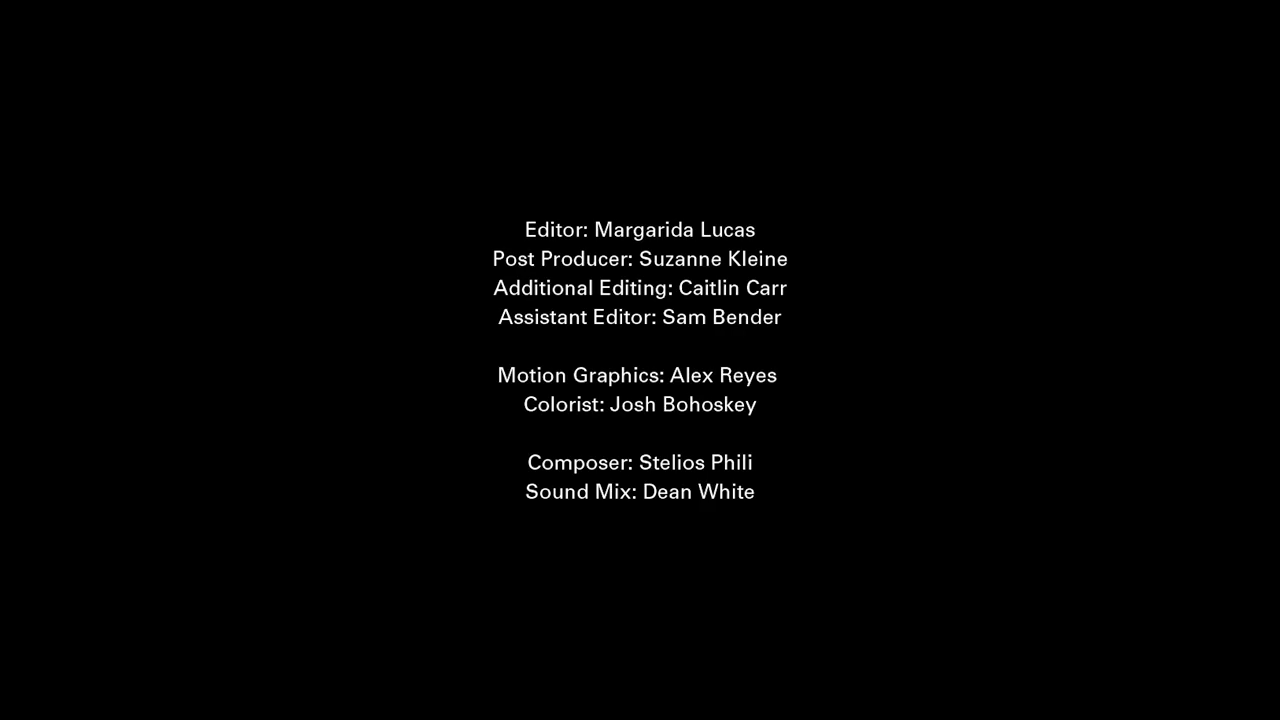 Editor: Margarida Lucas
Post Producer: Suzanne Kleine
Additional Editing: Caitlin Carr
Assistant Editor: Sam Bender
Motion Graphics: Alex Reyes
Colorist: Josh Bohoskey
Composer: Stelios Phili
Sound Mix: Dean White